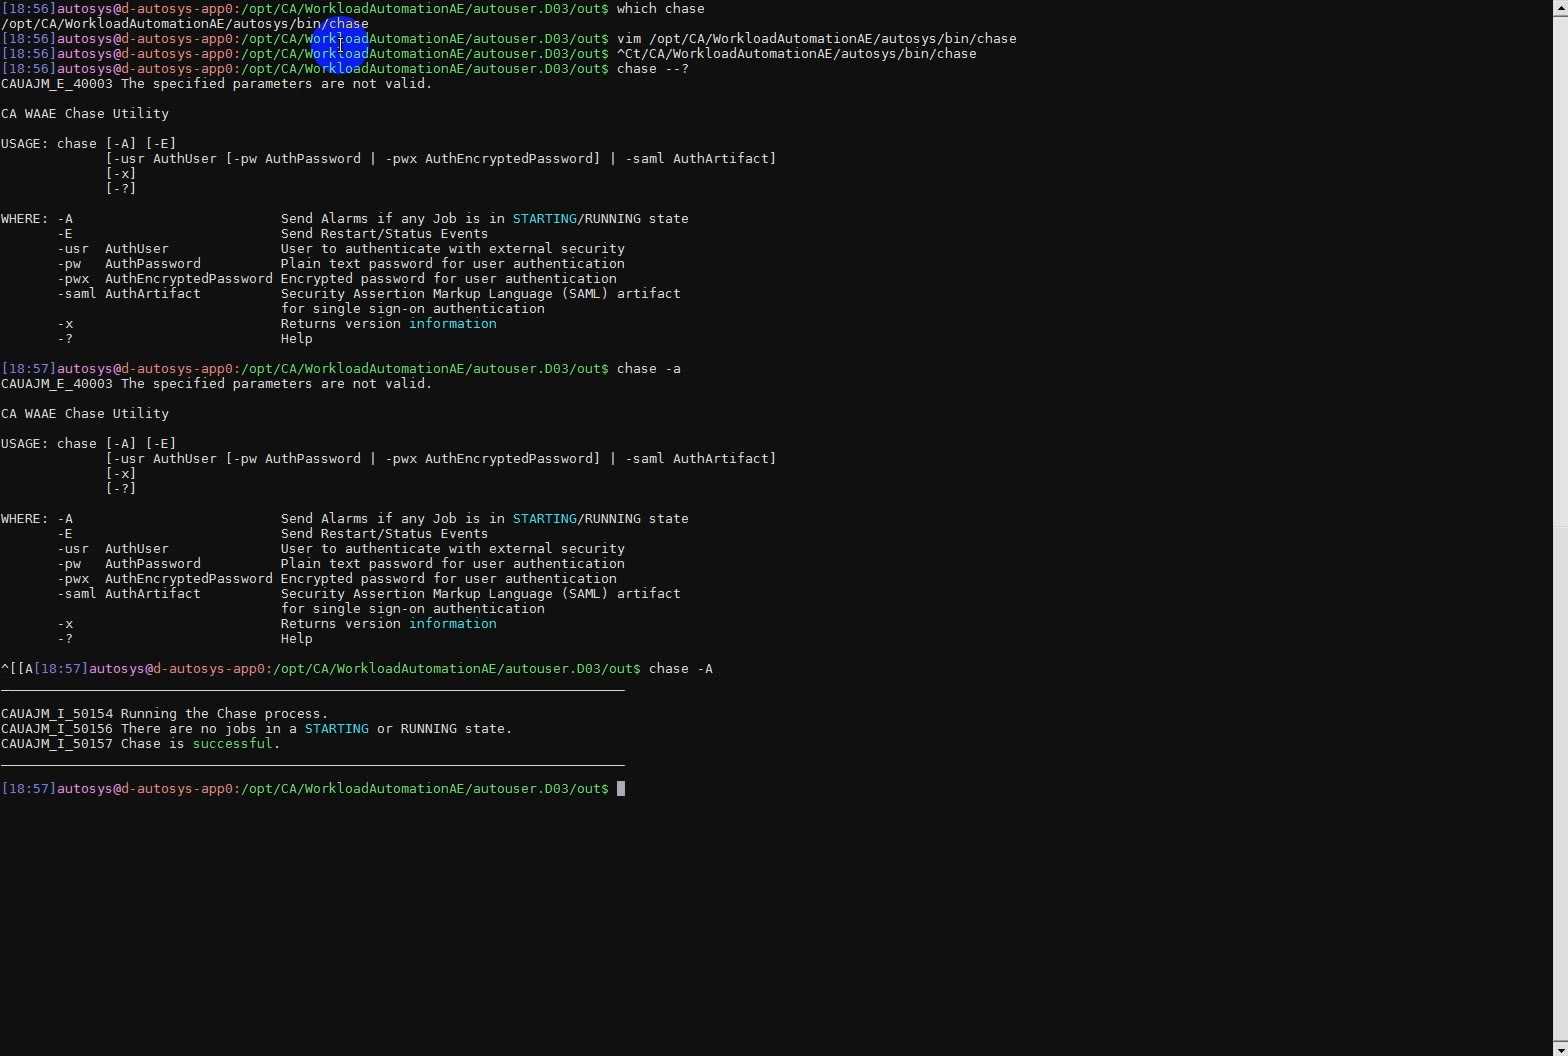 [18:56]autosys@d-autosys-app0:/opt/CA/WorkloadAutomationAE/autouser.D03/out$ which chase
/opt/CA/WorkloadAutomationAE/autosys/bin/chase
[18:56]autosys@d-autosys-app0:/opt/CA/WorkloadAutomationAE/autouser.D03/out$ vim /opt/CA/WorkloadAutomationAE/autosys/bin/chase
[18:56]autosys@d-autosys-app0:/opt/CA/WorkloadAutomationAE/autouser.D03/out$ ^Ct/CA/WorkloadAutomationAE/autosys/bin/chase
[18:56]autosys@d-autosys-app0:/opt/CA/WorkloadAutomationAE/autouser.D03/out$ chase --?
CAUAJM_E_40003 The specified parameters are not valid.

CA WAAE Chase Utility

USAGE: chase [-A] [-E]
             [-usr AuthUser [-pw AuthPassword | -pwx AuthEncryptedPassword] | -saml AuthArtifact]
             [-x]
             [-?]

WHERE: -A                          Send Alarms if any Job is in STARTING/RUNNING state
       -E                          Send Restart/Status Events
       -usr  AuthUser              User to authenticate with external security
       -pw   AuthPassword          Plain text password for user authentication
       -pwx  AuthEncryptedPassword Encrypted password for user authentication
       -saml AuthArtifact          Security Assertion Markup Language (SAML) artifact
                                   for single sign-on authentication
       -x                          Returns version information
       -?                          Help

[18:57]autosys@d-autosys-app0:/opt/CA/WorkloadAutomationAE/autouser.D03/out$ chase -a
CAUAJM_E_40003 The specified parameters are not valid.

CA WAAE Chase Utility

USAGE: chase [-A] [-E]
             [-usr AuthUser [-pw AuthPassword | -pwx AuthEncryptedPassword] | -saml AuthArtifact]
             [-x]
             [-?]

WHERE: -A                          Send Alarms if any Job is in STARTING/RUNNING state
       -E                          Send Restart/Status Events
       -usr  AuthUser              User to authenticate with external security
       -pw   AuthPassword          Plain text password for user authentication
       -pwx  AuthEncryptedPassword Encrypted password for user authentication
       -saml AuthArtifact          Security Assertion Markup Language (SAML) artifact
                                   for single sign-on authentication
       -x                          Returns version information
       -?                          Help

^[[A[18:57]autosys@d-autosys-app0:/opt/CA/WorkloadAutomationAE/autouser.D03/out$ chase -A
______________________________________________________________________________

CAUAJM_I_50154 Running the Chase process.
CAUAJM_I_50156 There are no jobs in a STARTING or RUNNING state.
CAUAJM_I_50157 Chase is successful.
______________________________________________________________________________

[18:57]autosys@d-autosys-app0:/opt/CA/WorkloadAutomationAE/autouser.D03/out$